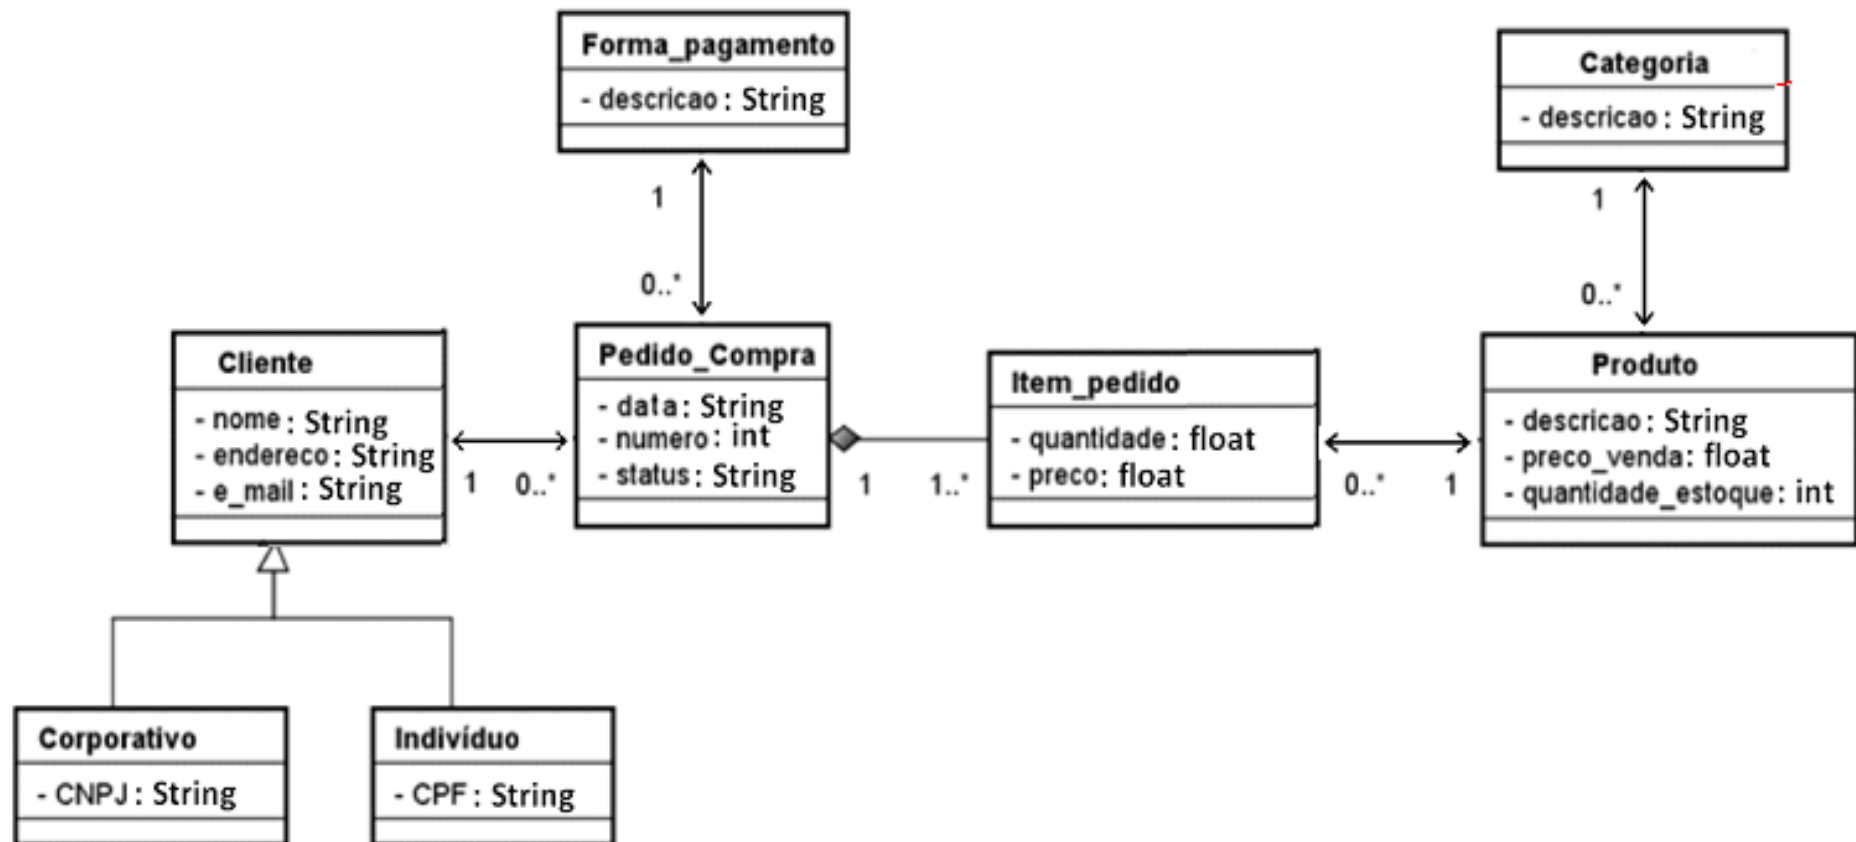 Forma_pagamento
- descricao : String
Categoria
- descricao : String
1
0..*
1
0..*
Cliente
- nome : String
- endereco : String
- e_mail : String
1 0..*
Pedido_Compra
- data : String
- numero : int
- status : String
1 1..*
Item_pedido
- quantidade : float
- preco: float
0..* 1
Produto
- descricao : String
- preco_venda: float
- quantidade_estoque : int
Corporativo
- CNPJ : String
Indivíduo
- CPF : String